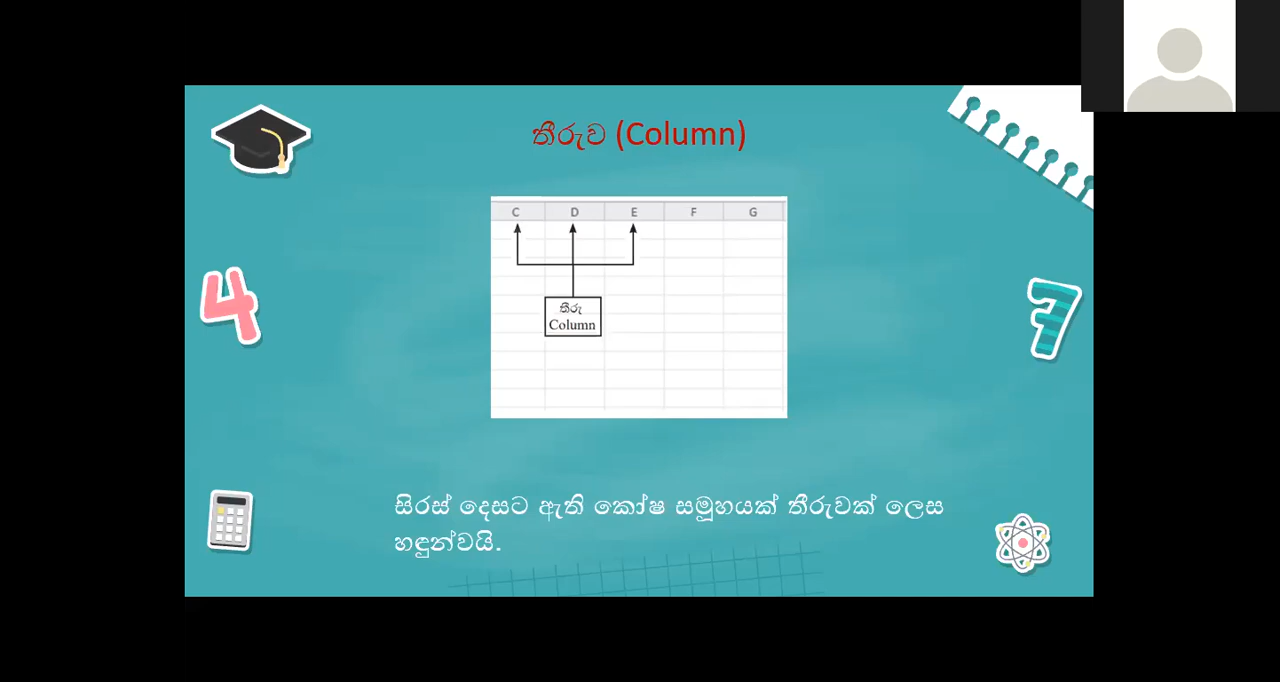 තීරුව (Column)
C D E F G
තීරු
Column
4
7
සිරස් දෙසට ඇති කෝෂ සමූහයක් තීරුවක් ලෙස
හඳුන්වයි.